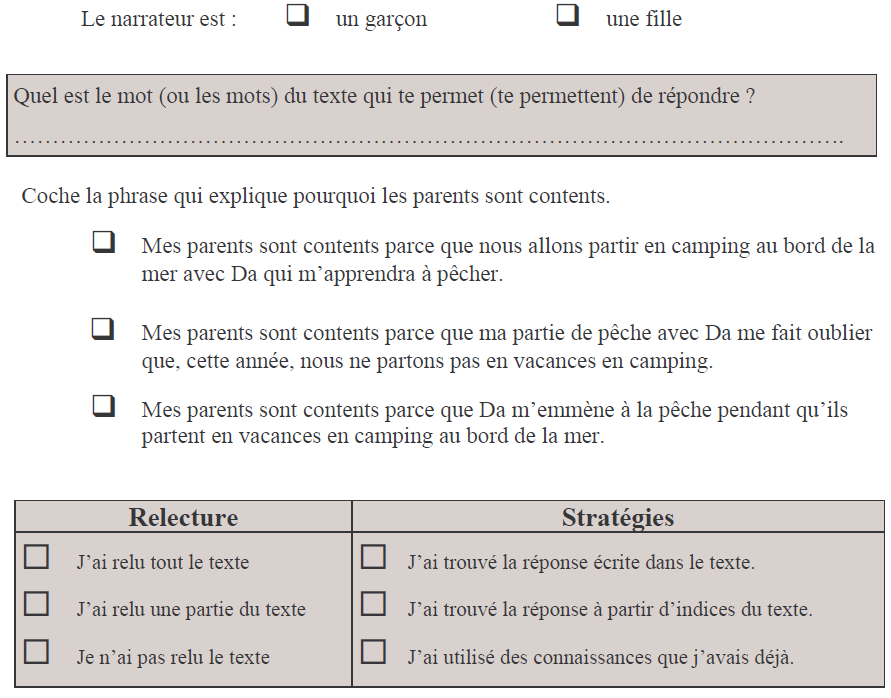 Le narrateur est : ❑ un garçon ❑ une fille
Quel est le mot (ou les mots) du texte qui te permet (te permettent) de répondre ?
…………………………………………………………………………………………….
Coche la phrase qui explique pourquoi les parents sont contents.
❑ Mes parents sont contents parce que nous allons partir en camping au bord de la
mer avec Da qui m’apprendra à pêcher.
❑ Mes parents sont contents parce que ma partie de pêche avec Da me fait oublier
que, cette année, nous ne partons pas en vacances en camping.
❑ Mes parents sont contents parce que Da m’emmène à la pêche pendant qu’ils
partent en vacances en camping au bord de la mer.
Relecture Stratégies
☐ J’ai relu tout le texte ☐ J’ai trouvé la réponse écrite dans le texte.
☐ J’ai relu une partie du texte ☐ J’ai trouvé la réponse à partir d’indices du texte.
☐ Je n’ai pas relu le texte ☐ J’ai utilisé des connaissances que j’avais déjà.